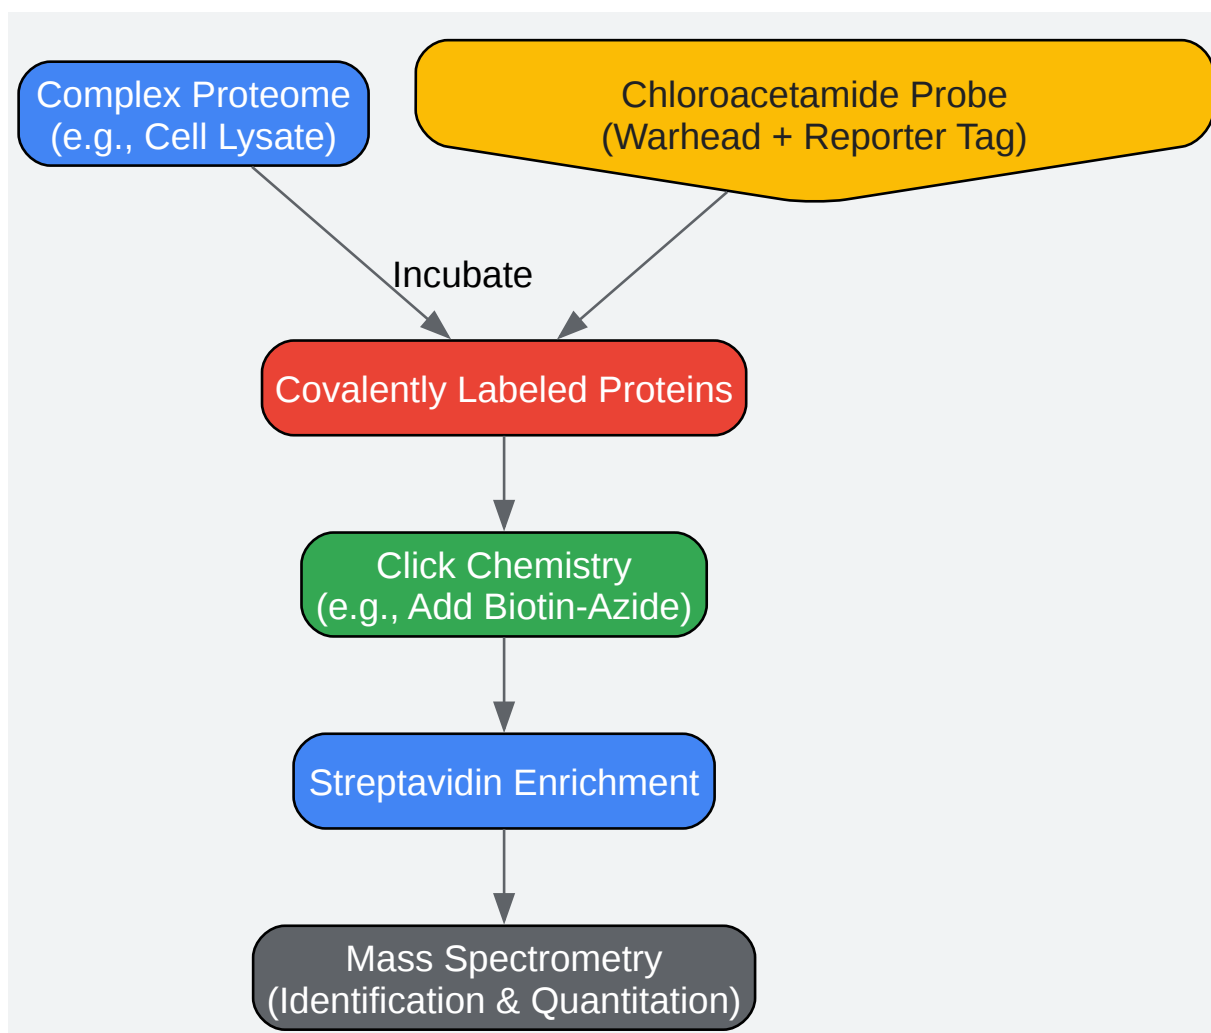 Complex Proteome
(e.g., Cell Lysate)
Chloroacetamide Probe
(Warhead + Reporter Tag)
Incubate
Covalently Labeled Proteins
Click Chemistry
(e.g., Add Biotin-Azide)
Streptavidin Enrichment
Mass Spectrometry
(Identification & Quantitation)